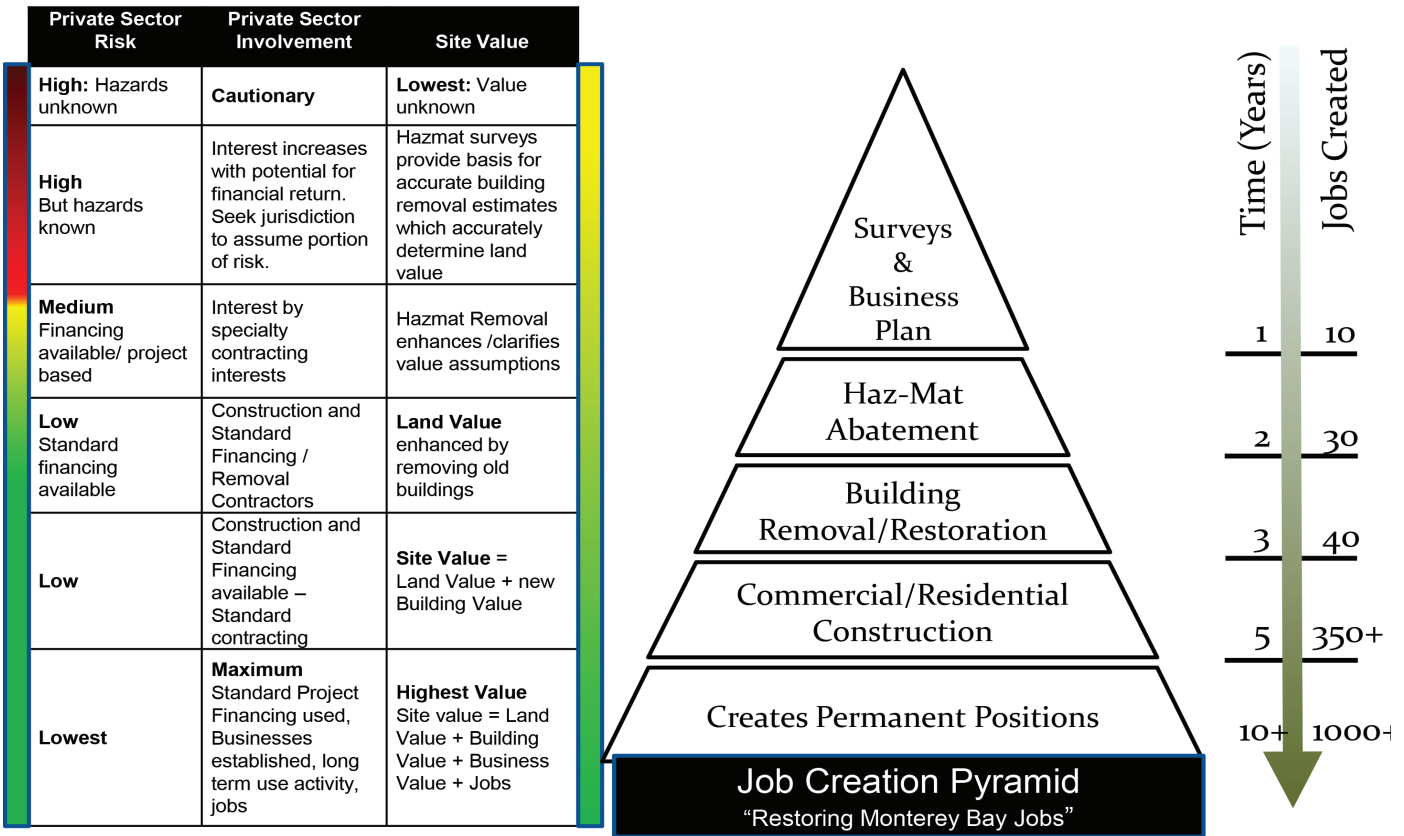 Private Sector
Risk
Private Sector
Involvement
Site Value
High: Hazards
unknown
Cautionary
Lowest: Value
unknown
High
But hazards
known
Interest increases
with potential for
financial return.
Seek jurisdiction
to assume portion
of risk.
Hazmat surveys
provide basis for
accurate building
removal estimates
which accurately
determine land
value
Medium
Financing
available/ project
based
Interest by
specialty
contracting
interests
Hazmat Removal
enhances /clarifies
value assumptions
Low
Standard
financing
available
Construction and
Standard
Financing /
Removal
Contractors
Land Value
enhanced by
removing old
buildings
Low
Construction and
Standard
Financing
available –
Standard
contracting
Site Value =
Land Value + new
Building Value
Lowest
Maximum
Standard Project
Financing used,
Businesses
established, long
term use activity,
jobs
Highest Value
Site value = Land
Value + Building
Value + Business
Value + Jobs
Surveys
&
Business
Plan
Haz-Mat
Abatement
Building
Removal/Restoration
Commercial/Residential
Construction
Creates Permanent Positions
Job Creation Pyramid
“Restoring Monterey Bay Jobs”
Time (Years)
Jobs Created
1 10
2 30
3 40
5 350+
10+ 1000+